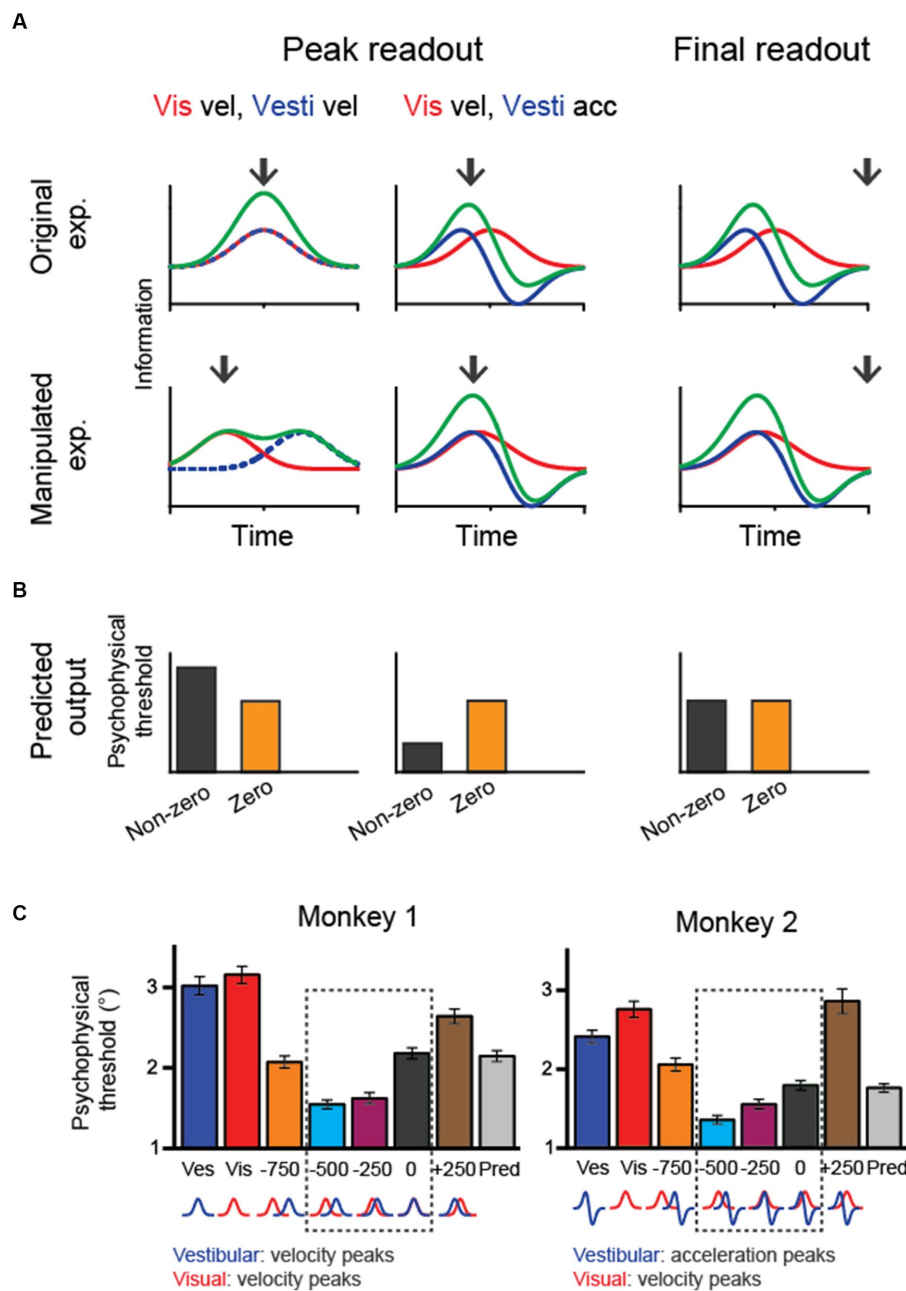 A
Peak readout
Final readout
Vis vel, Vesti vel
Vis vel, Vesti acc
Original
exp.
Information
Manipulated
exp.
Time
Time
Time
B
Predicted
output
Psychophysical
threshold
Non-zero
Zero
Non-zero
Zero
Non-zero
Zero
C
Monkey 1
Monkey 2
Psychophysical
threshold (°)
3
2
1
3
2
1
Ves Vis -750 -500 -250 0 +250 Pred
Ves Vis -750 -500 -250 0 +250 Pred
Vestibular: velocity peaks
Visual: velocity peaks
Vestibular: acceleration peaks
Visual: velocity peaks